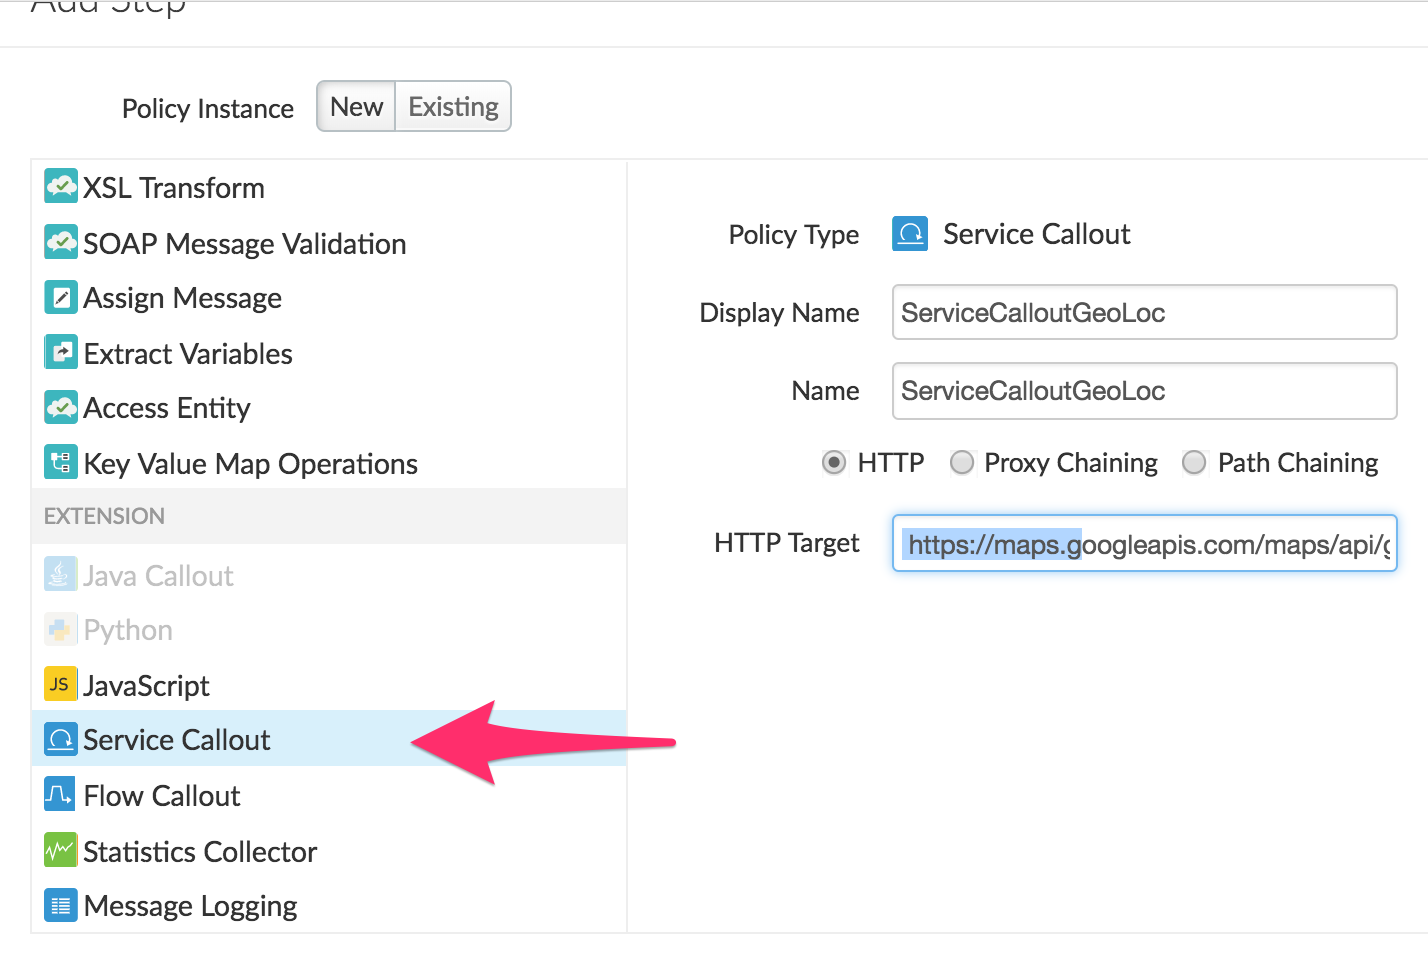 Add Step
Policy Instance New Existing
XSL Transform
SOAP Message Validation
Assign Message
Extract Variables
Access Entity
Key Value Map Operations
EXTENSION
Java Callout
Python
JS JavaScript
Service Callout
Flow Callout
Statistics Collector
Message Logging
Policy Type Service Callout
Display Name ServiceCalloutGeoLoc
Name ServiceCalloutGeoLoc
HTTP Proxy Chaining Path Chaining
HTTP Target https://maps.googleapis.com/maps/api/g